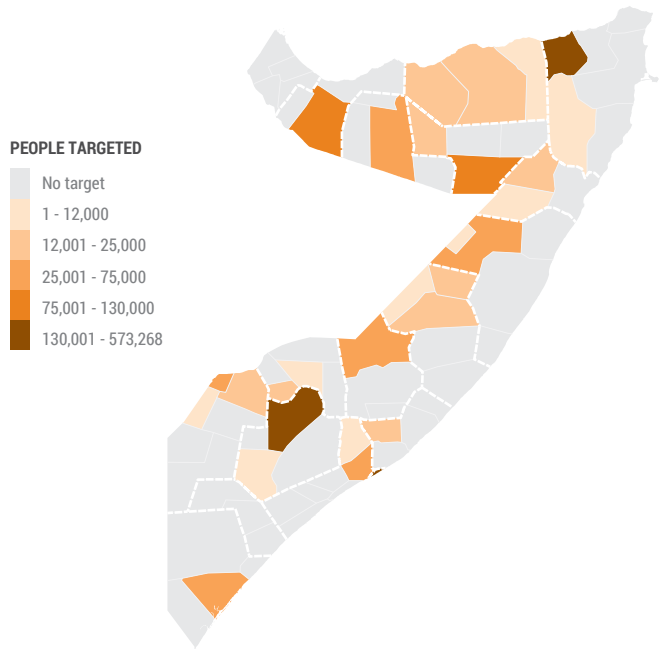 PEOPLE TARGETED
No target
1 - 12,000
12,001 - 25,000
25,001 - 75,000
75,001 - 130,000
130,001 - 573,268